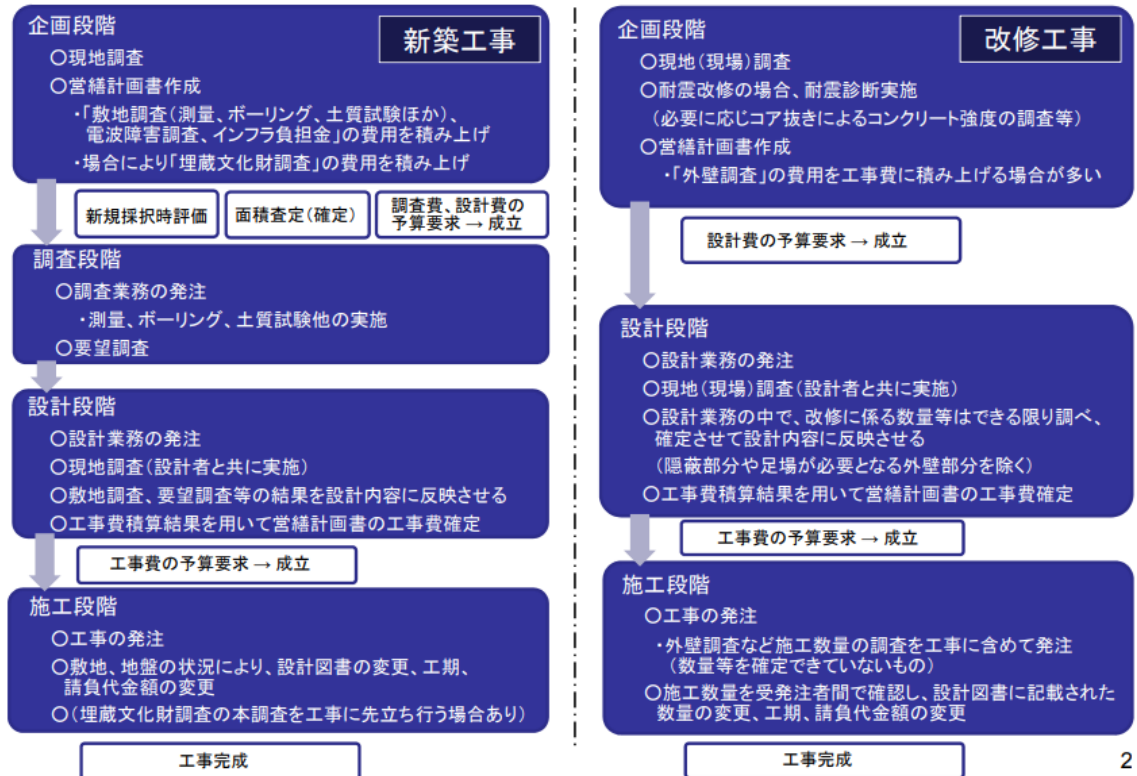 企画段階
新築工事
〇現地調査
〇営繕計画書作成
・「敷地調査(測量、ボーリング、土質試験ほか)、
電波障害調査、インフラ負担金」の費用を積み上げ
・場合により「埋蔵文化財調査」の費用を積み上げ
新規採択時評価
面積査定(確定)
調査費、設計費の
予算要求 → 成立
調査段階
〇調査業務の発注
・測量、ボーリング、土質試験他の実施
〇要望調査
設計段階
〇設計業務の発注
〇現地調査(設計者と共に実施)
〇敷地調査、要望調査等の結果を設計内容に反映させる
〇工事費積算結果を用いて営繕計画書の工事費確定
工事費の予算要求 → 成立
施工段階
〇工事の発注
〇敷地、地盤の状況により、設計図書の変更、工期、
請負代金額の変更
〇(埋蔵文化財調査の本調査を工事に先立ち行う場合あり)
工事完成
企画段階
改修工事
〇現地(現場)調査
〇耐震改修の場合、耐震診断実施
(必要に応じコア抜きによるコンクリート強度の調査等)
〇営繕計画書作成
・「外壁調査」の費用を工事費に積み上げる場合が多い
設計費の予算要求 → 成立
設計段階
〇設計業務の発注
〇現地(現場)調査(設計者と共に実施)
〇設計業務の中で、改修に係る数量等はできる限り調べ、
確定させて設計内容に反映させる
(隠蔽部分や足場が必要となる外壁部分を除く)
〇工事費積算結果を用いて営繕計画書の工事費確定
工事費の予算要求 → 成立
施工段階
〇工事の発注
・外壁調査など施工数量の調査を工事に含めて発注
(数量等を確定できていないもの)
〇施工数量を受発注者間で確認し、設計図書に記載された
数量の変更、工期、請負代金額の変更
工事完成
2